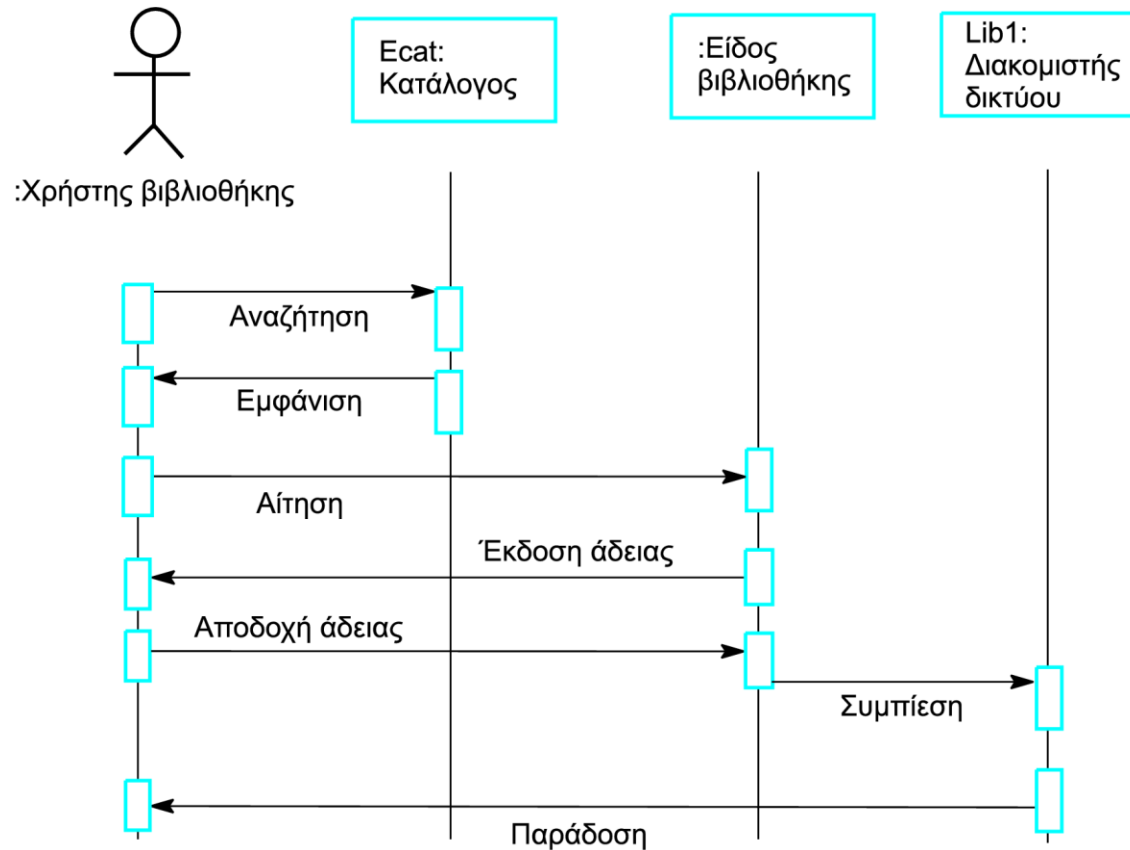 Ecat:
Κατάλογος
:Είδος
βιβλιοθήκης
Lib1:
Διακομιστής
δικτύου
:Χρήστης βιβλιοθήκης
Αναζήτηση
Εμφάνιση
Αίτηση
Έκδοση άδειας
Αποδοχή άδειας
Συμπίεση
Παράδοση